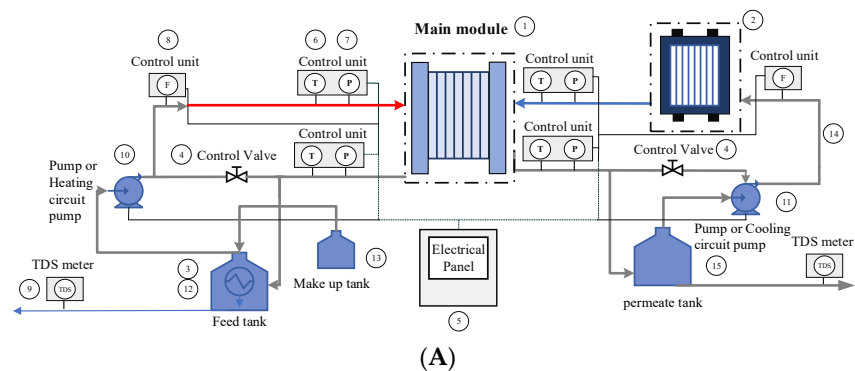 Main module 1
2
8
6 7
Control unit
Control unit
Control unit
Control unit
F
T P
T P
F
Control unit
Control unit
T P
T P
10
4
Control Valve
Control Valve
4
14
Pump or
Heating
circuit
pump
11
Pump or Cooling
circuit pump
TDS meter
Electrical
Panel
TDS meter
3
12
13
15
9
TDS
TDS
Make up tank
permeate tank
Feed tank
5
(A)